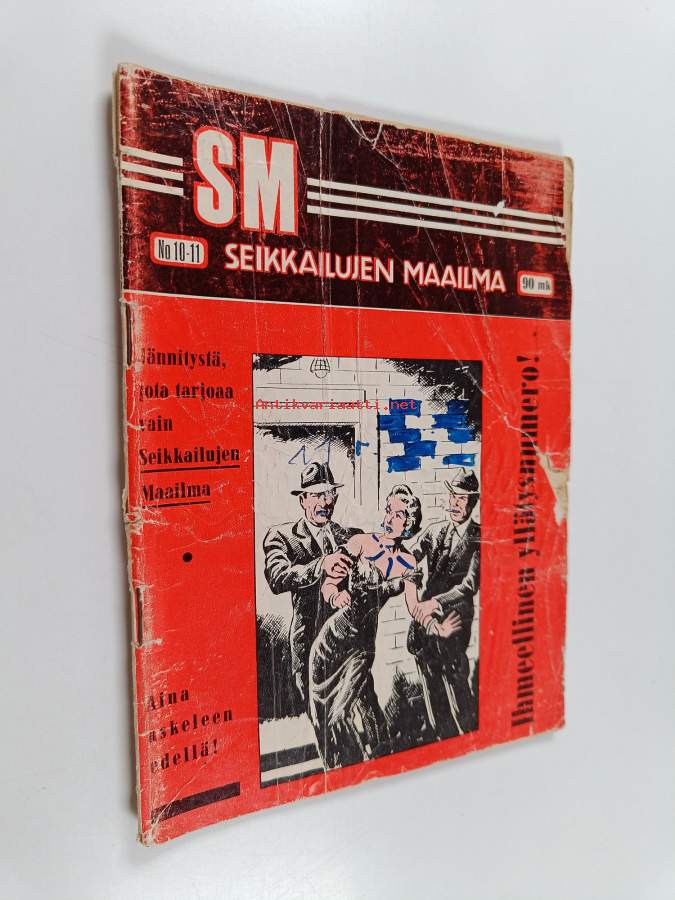 SM
No 10-11
SEIKKAILUJEN MAAILMA
90 mk
Jännitystä,
jota tarjoaa
vain
Seikkailujen
Maailma
Antikvariaatti.net
Ihmeellinen yllätysnumero!
Aina
askeleen
edellä!